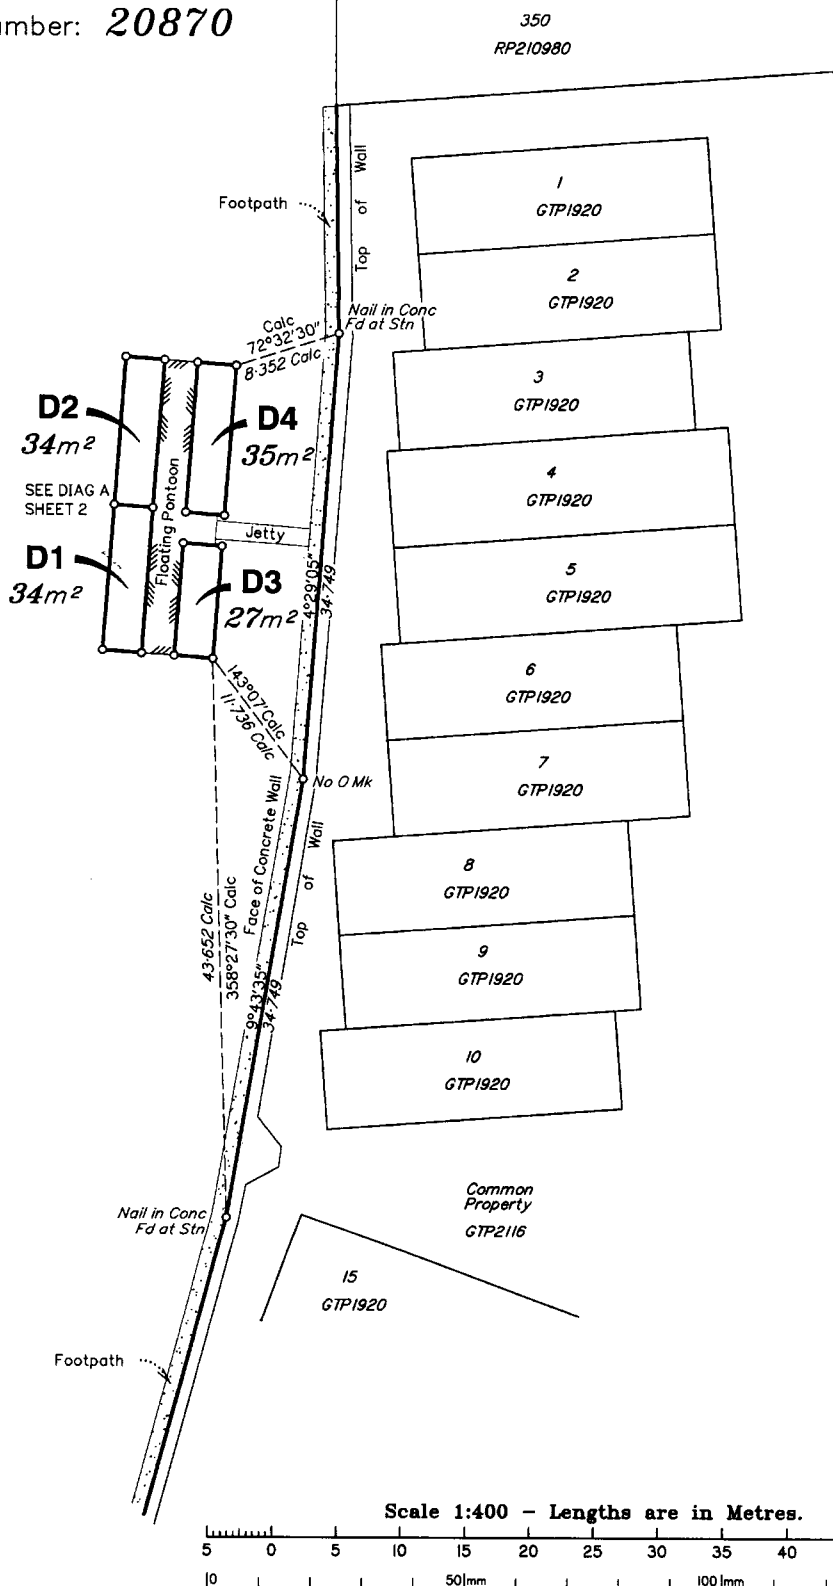 umber: 20870
350
RP210980
Top of Wall
1
GTP1920
Footpath
2
GTP1920
Nail in Conc
Fd at Stn
Calc
72°32'30"
8·352 Calc
3
GTP1920
D2
34m²
D4
35m²
4
GTP1920
SEE DIAG A
SHEET 2
Floating Pontoon
Jetty
D1
34m²
D3
27m²
4°29'05"
34·749
5
GTP1920
6
GTP1920
143°07' Calc
11·736 Calc
No O Mk
7
GTP1920
Face of Concrete Wall
Top of Wall
8
GTP1920
43·652 Calc
358°27'30" Calc
9°43'35"
34·749
9
GTP1920
10
GTP1920
Nail in Conc
Fd at Stn
Common
Property
GTP2116
15
GTP1920
Footpath
Scale 1:400 – Lengths are in Metres.
5 0 5 10 15 20 25 30 35 40
0 50mm 100mm